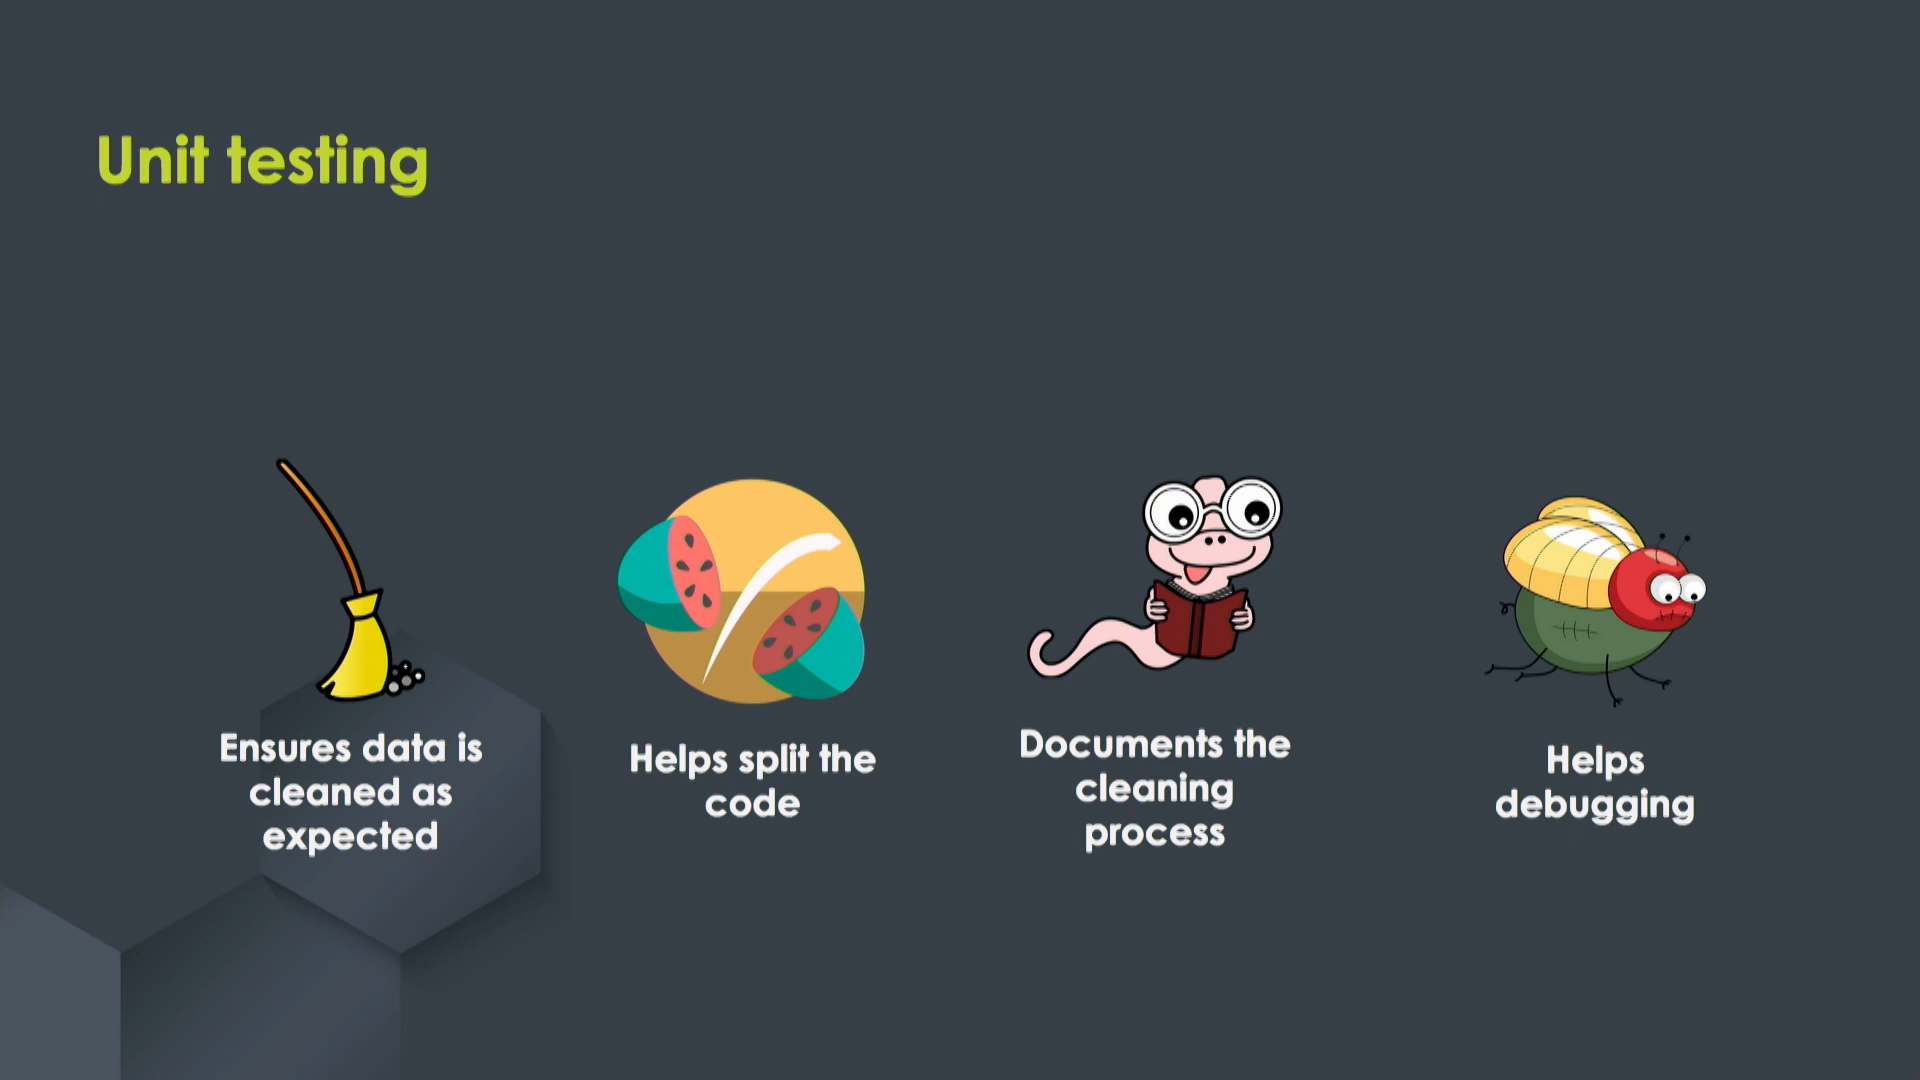 Unit testing
Ensures data is
cleaned as
expected
Helps split the
code
Documents the
cleaning
process
Helps
debugging